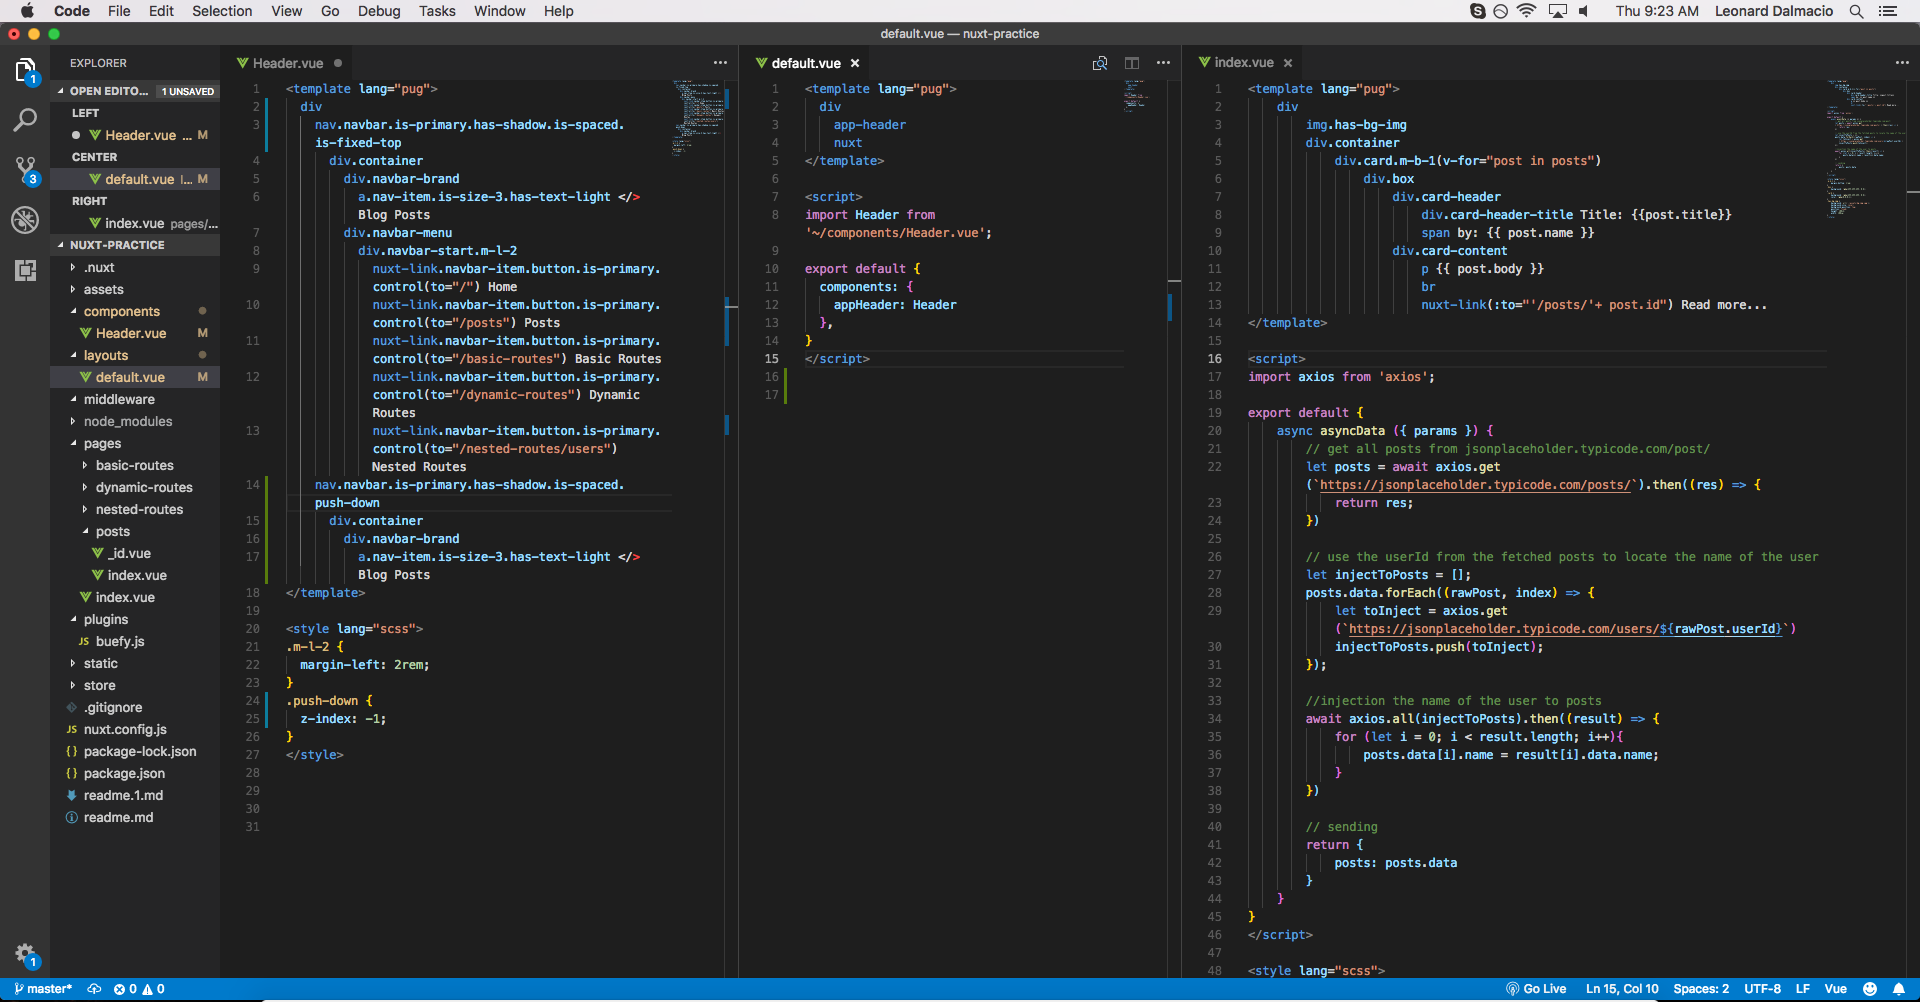 Code File Edit Selection View Go Debug Tasks Window Help
Thu 9:23 AM Leonard Dalmacio
default.vue — nuxt-practice
EXPLORER
OPEN EDITO... 1 UNSAVED
LEFT
Header.vue ... M
CENTER
default.vue l... M
RIGHT
index.vue pages/...
NUXT-PRACTICE
.nuxt
assets
components
Header.vue M
layouts
default.vue M
middleware
node_modules
pages
basic-routes
dynamic-routes
nested-routes
posts
_id.vue
index.vue
index.vue
plugins
JS buefy.js
static
store
.gitignore
JS nuxt.config.js
{} package-lock.json
{} package.json
readme.1.md
readme.md
1
3
1
Header.vue
1 <template lang="pug">
2 div
3 nav.navbar.is-primary.has-shadow.is-spaced.
is-fixed-top
4 div.container
5 div.navbar-brand
6 a.nav-item.is-size-3.has-text-light </>
Blog Posts
7 div.navbar-menu
8 div.navbar-start.m-l-2
9 nuxt-link.navbar-item.button.is-primary.
control(to="/") Home
10 nuxt-link.navbar-item.button.is-primary.
control(to="/posts") Posts
11 nuxt-link.navbar-item.button.is-primary.
control(to="/basic-routes") Basic Routes
12 nuxt-link.navbar-item.button.is-primary.
control(to="/dynamic-routes") Dynamic
Routes
13 nuxt-link.navbar-item.button.is-primary.
control(to="/nested-routes/users")
Nested Routes
14 nav.navbar.is-primary.has-shadow.is-spaced.
push-down
15 div.container
16 div.navbar-brand
17 a.nav-item.is-size-3.has-text-light </>
Blog Posts
18 </template>
19
20 <style lang="scss">
21 .m-l-2 {
22 margin-left: 2rem;
23 }
24 .push-down {
25 z-index: -1;
26 }
27 </style>
28
29
30
31
default.vue
1 <template lang="pug">
2 div
3 app-header
4 nuxt
5 </template>
6
7 <script>
8 import Header from
'~/components/Header.vue';
9
10 export default {
11 components: {
12 appHeader: Header
13 },
14 }
15 </script>
16
17
index.vue
1 <template lang="pug">
2 div
3 img.has-bg-img
4 div.container
5 div.card.m-b-1(v-for="post in posts")
6 div.box
7 div.card-header
8 div.card-header-title Title: {{post.title}}
9 span by: {{ post.name }}
10 div.card-content
11 p {{ post.body }}
12 br
13 nuxt-link(:to="'/posts/'+ post.id") Read more...
14 </template>
15
16 <script>
17 import axios from 'axios';
18
19 export default {
20 async asyncData ({ params }) {
21 // get all posts from jsonplaceholder.typicode.com/post/
22 let posts = await axios.get
(`https://jsonplaceholder.typicode.com/posts/`).then((res) => {
23 return res;
24 })
25
26 // use the userId from the fetched posts to locate the name of the user
27 let injectToPosts = [];
28 posts.data.forEach((rawPost, index) => {
29 let toInject = axios.get
(`https://jsonplaceholder.typicode.com/users/${rawPost.userId}`)
30 injectToPosts.push(toInject);
31 });
32
33 //injection the name of the user to posts
34 await axios.all(injectToPosts).then((result) => {
35 for (let i = 0; i < result.length; i++){
36 posts.data[i].name = result[i].data.name;
37 }
38 })
39
40 // sending
41 return {
42 posts: posts.data
43 }
44 }
45 }
46 </script>
47
48 <style lang="scss">
master* 0 0
Go Live Ln 15, Col 10 Spaces: 2 UTF-8 LF Vue